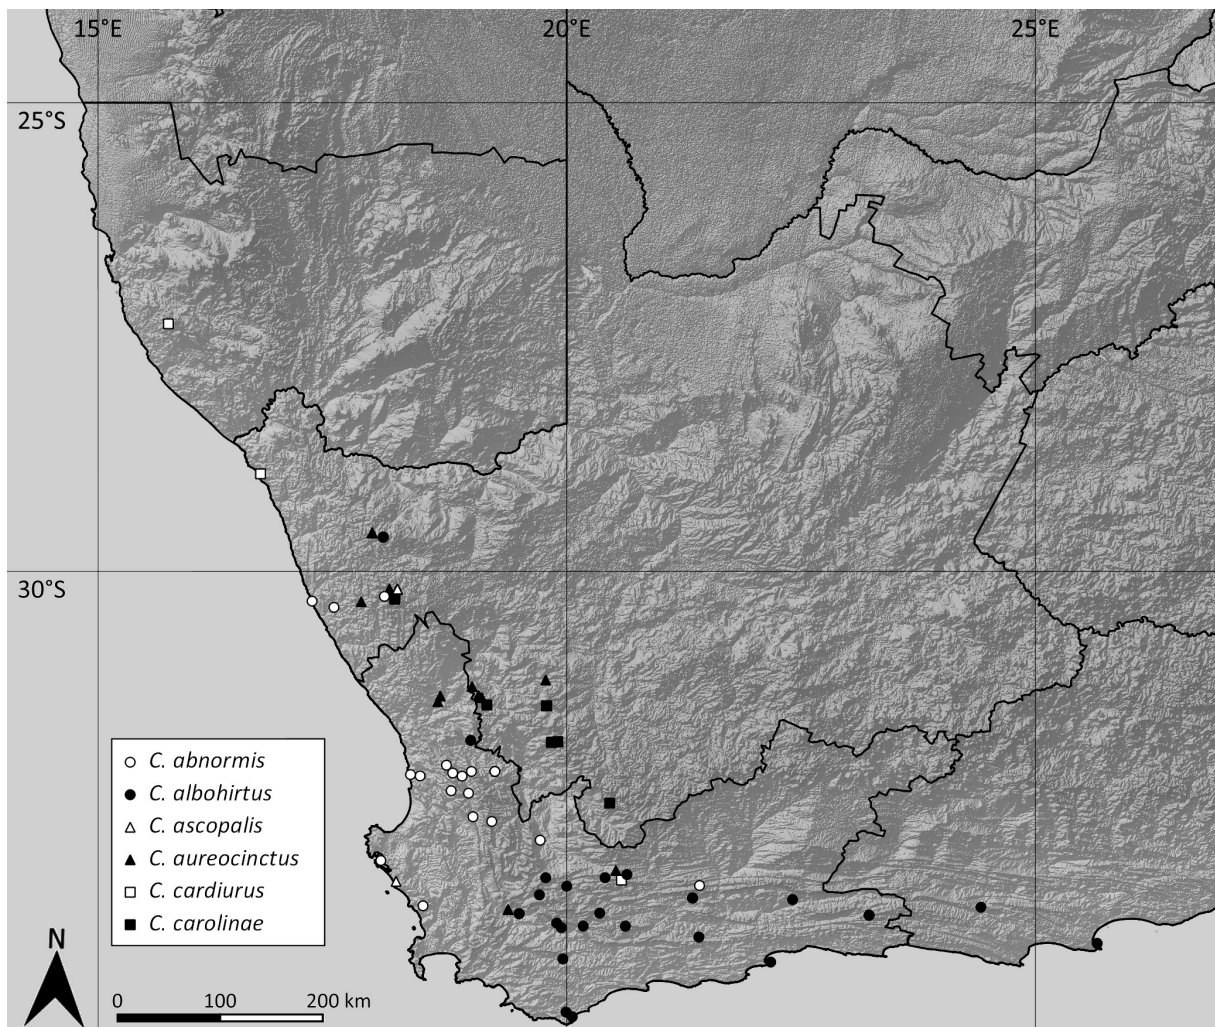 15°E 20°E 25°E
25°S
30°S
C. abnormis
C. albohirtus
C. ascopalis
C. aureocinctus
C. cardiurus
C. carolinae
N
0 100 200 km